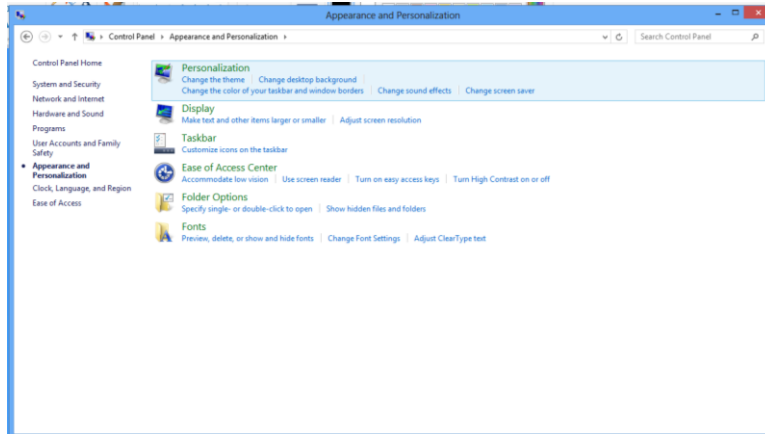 Appearance and Personalization
Control Panel Appearance and Personalization
Search Control Panel
Control Panel Home
System and Security
Network and Internet
Hardware and Sound
Programs
User Accounts and Family
Safety
Appearance and
Personalization
Clock, Language, and Region
Ease of Access
Personalization
Change the theme Change desktop background
Change the color of your taskbar and window borders Change sound effects Change screen saver
Display
Make text and other items larger or smaller Adjust screen resolution
Taskbar
Customize icons on the taskbar
Ease of Access Center
Accommodate low vision Use screen reader Turn on easy access keys Turn High Contrast on or off
Folder Options
Specify single- or double-click to open Show hidden files and folders
Fonts
Preview, delete, or show and hide fonts Change Font Settings Adjust ClearType text